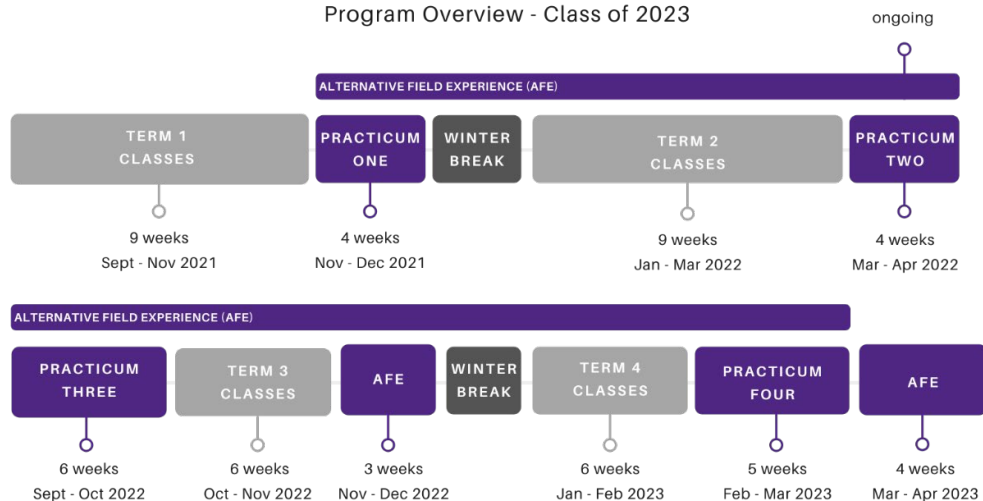 Program Overview - Class of 2023
ongoing
ALTERNATIVE FIELD EXPERIENCE (AFE)
TERM 1
CLASSES
PRACTICUM
ONE
WINTER
BREAK
TERM 2
CLASSES
PRACTICUM
TWO
9 weeks
Sept - Nov 2021
4 weeks
Nov - Dec 2021
9 weeks
Jan - Mar 2022
4 weeks
Mar - Apr 2022
ALTERNATIVE FIELD EXPERIENCE (AFE)
PRACTICUM
THREE
TERM 3
CLASSES
AFE
WINTER
BREAK
TERM 4
CLASSES
PRACTICUM
FOUR
AFE
6 weeks
Sept - Oct 2022
6 weeks
Oct - Nov 2022
3 weeks
Nov - Dec 2022
6 weeks
Jan - Feb 2023
5 weeks
Feb - Mar 2023
4 weeks
Mar - Apr 2023